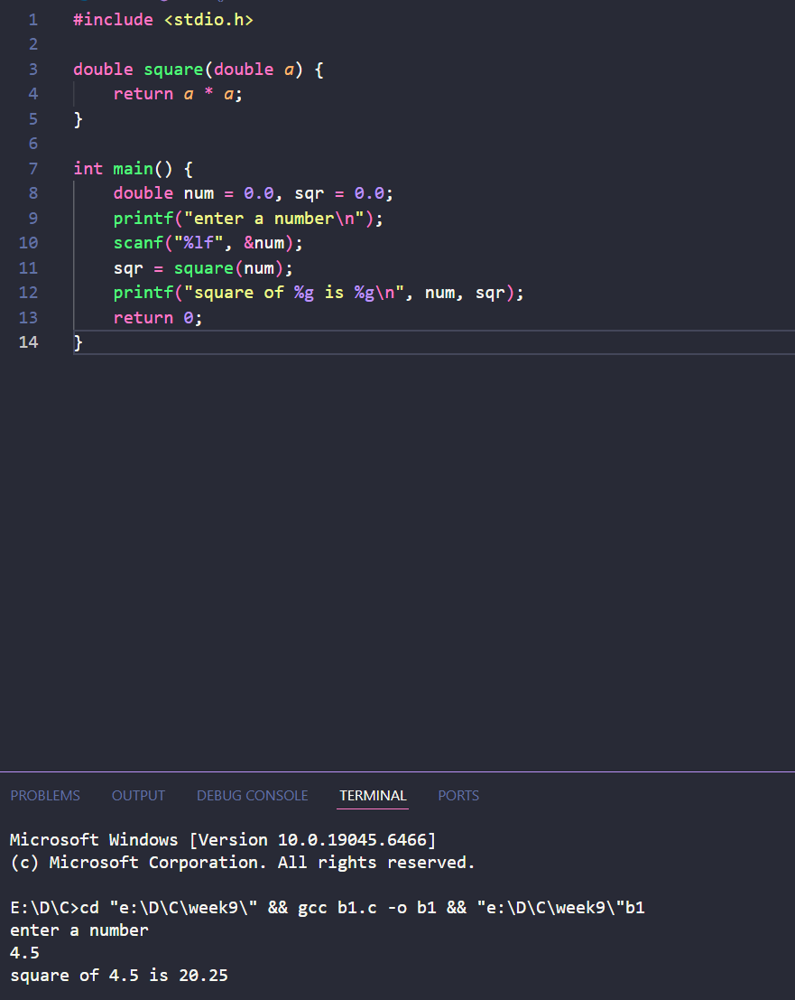 1 #include <stdio.h>
2
3 double square(double a) {
4     return a * a;
5 }
6
7 int main() {
8     double num = 0.0, sqr = 0.0;
9     printf("enter a number\n");
10     scanf("%lf", &num);
11     sqr = square(num);
12     printf("square of %g is %g\n", num, sqr);
13     return 0;
14 }
PROBLEMS OUTPUT DEBUG CONSOLE TERMINAL PORTS
Microsoft Windows [Version 10.0.19045.6466]
(c) Microsoft Corporation. All rights reserved.

E:\D\C>cd "e:\D\C\week9\" && gcc b1.c -o b1 && "e:\D\C\week9\"b1
enter a number
4.5
square of 4.5 is 20.25